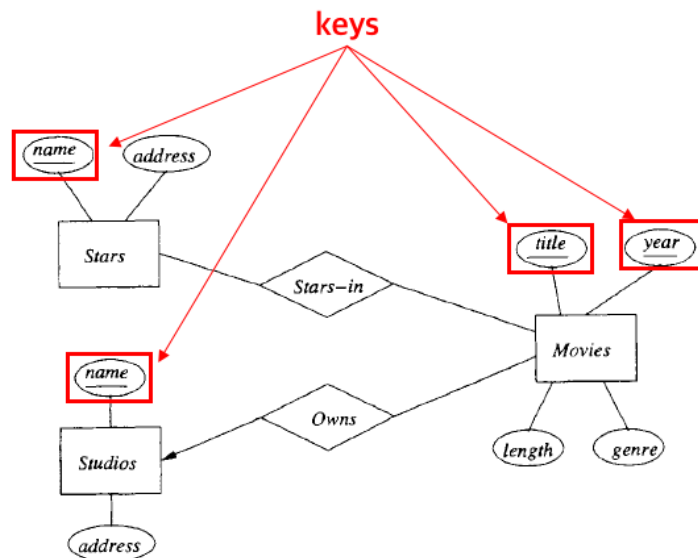 keys
name
address
title
year
Stars
Stars-in
Movies
name
Owns
length
genre
Studios
address